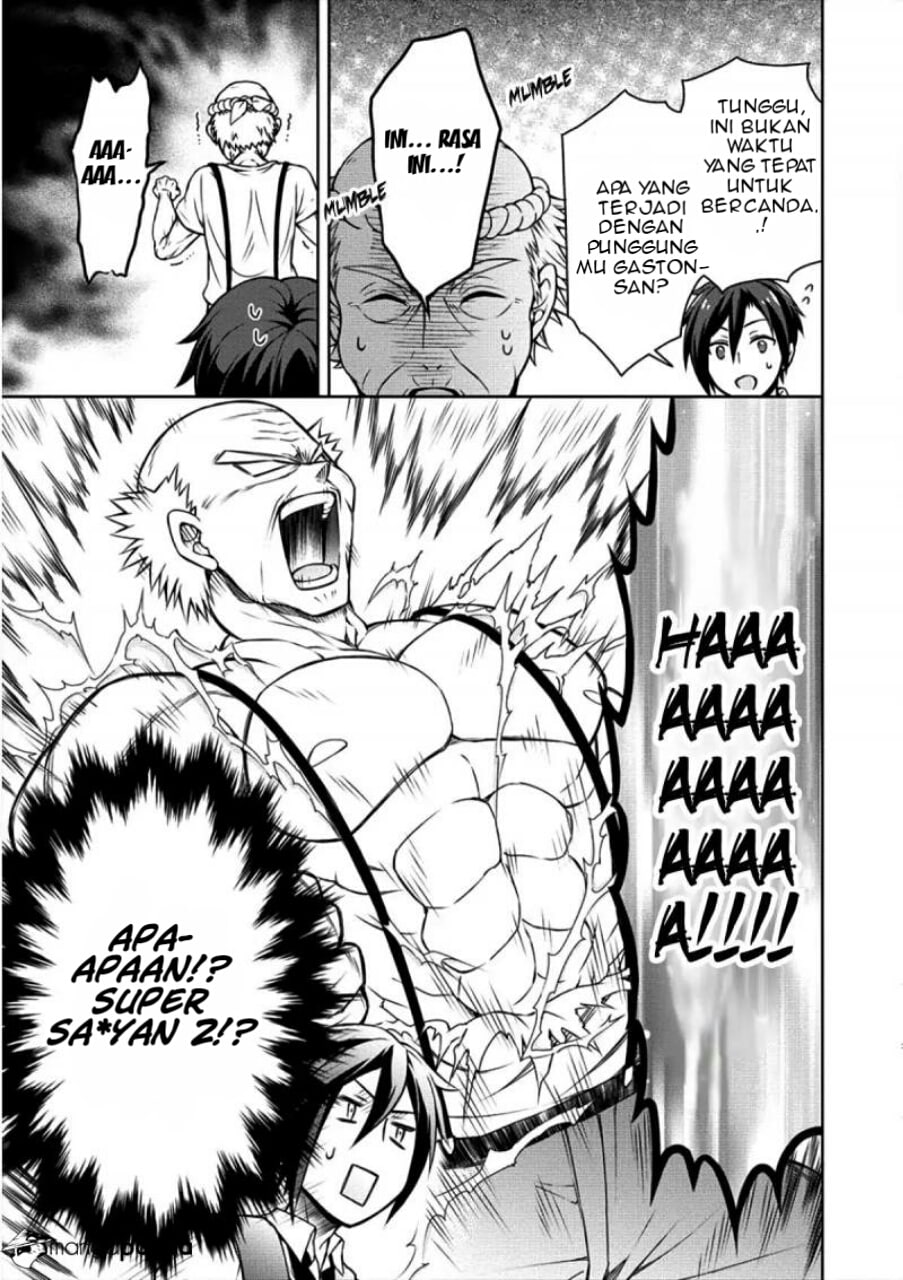 TUNGGU,
INI BUKAN
WAKTU
YANG TEPAT
UNTUK
BERCANDA.
.!
APA YANG
TERJADI
DENGAN
PUNGGUNG
MU GASTON-
SAN?
MUMBLE
INI... RASA
INI...!
MUMBLE
AAA-
AAA...
HAAA
AAAA
AAAA
AAAA
A!!!!
APA-
APAAN!?
SUPER
SA*YAN 2!?